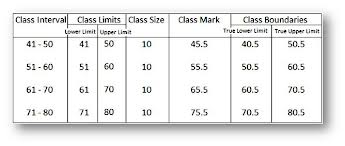 Class Interval Class Limits Class Size Class Mark Class Boundaries
Lower Limit Upper Limit True Lower Limit True Upper Limit
41 - 50 41 50 10 45.5 40.5 50.5
51 - 60 51 60 10 55.5 50.5 60.5
61 - 70 61 70 10 65.5 60.5 70.5
71 - 80 71 80 10 75.5 70.5 80.5